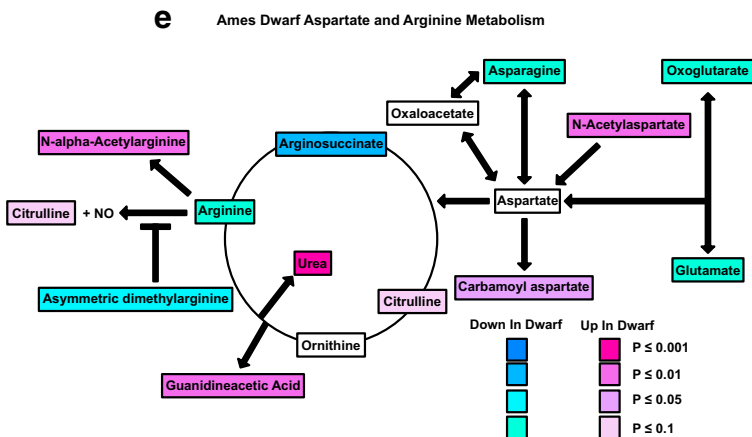 e
Ames Dwarf Aspartate and Arginine Metabolism
Asparagine
Oxoglutarate
Oxaloacetate
N-Acetylaspartate
N-alpha-Acetylarginine
Arginosuccinate
Citrulline + NO
Arginine
Aspartate
Urea
Glutamate
Asymmetric dimethylarginine
Citrulline
Carbamoyl aspartate
Ornithine
Guanidineacetic Acid
Down In Dwarf Up In Dwarf
P ≤ 0.001
P ≤ 0.01
P ≤ 0.05
P ≤ 0.1